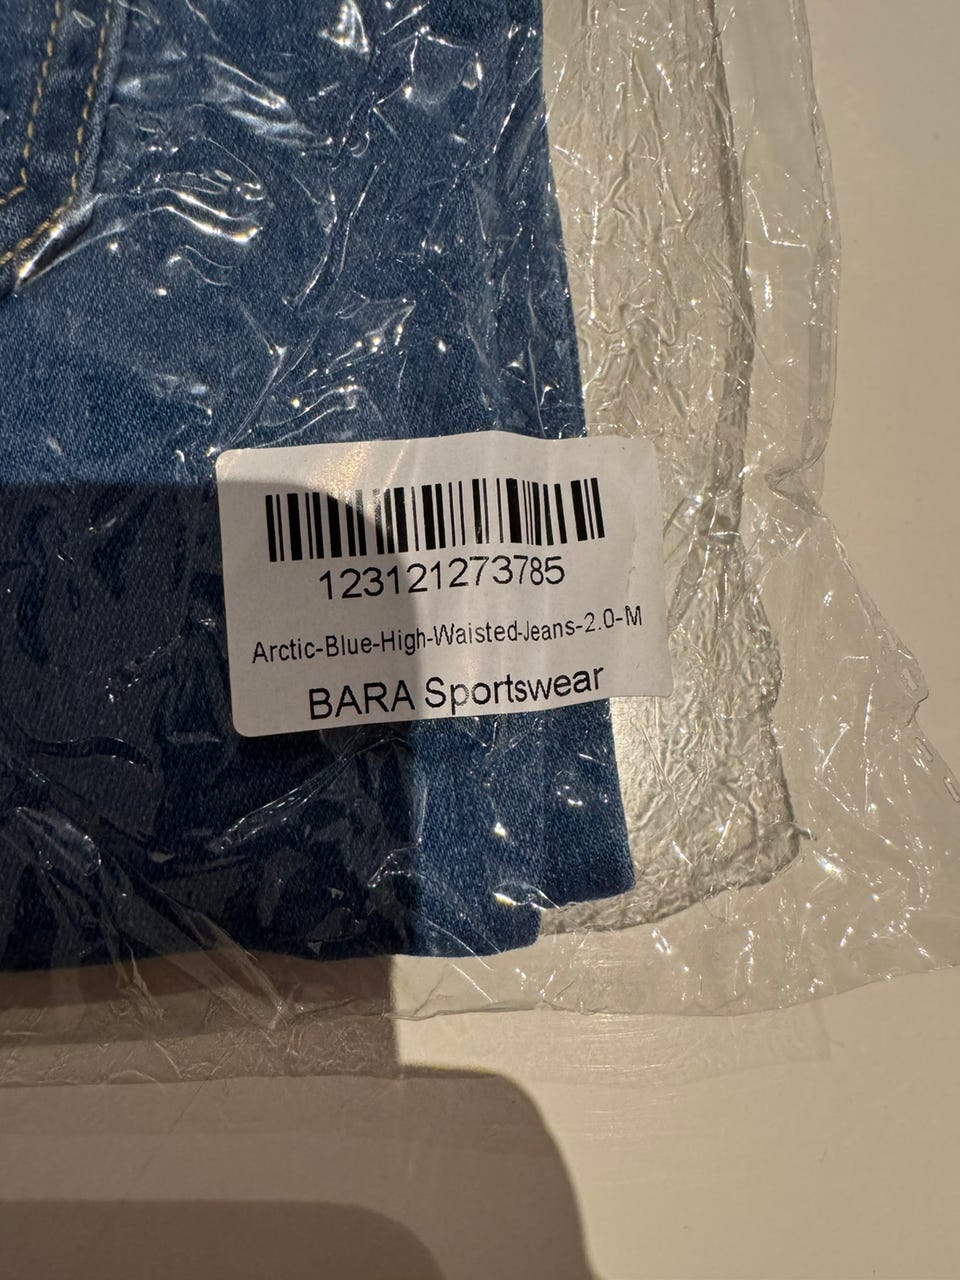 123121273785
Arctic-Blue-High-Waisted-Jeans-2.0-M
BARA Sportswear